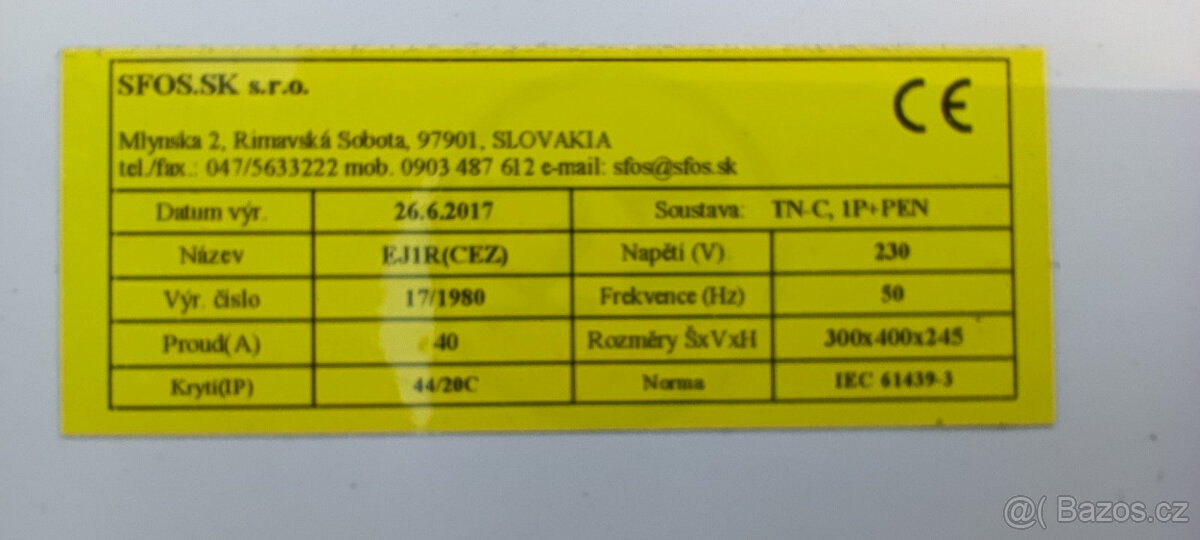 SFOS.SK s.r.o.
CE
Mlynska 2, Rimavská Sobota, 97901, SLOVAKIA
tel./fax.: 047/5633222 mob. 0903 487 612 e-mail: sfos@sfos.sk
Datum výr. 26.6.2017 Soustava: TN-C, 1P+PEN
Název EJ1R(CEZ) Napětí (V) 230
Výr. číslo 17/1980 Frekvence (Hz) 50
Proud(A) 40 Rozměry ŠxVxH 300x400x245
Krytí(IP) 44/20C Norma IEC 61439-3
@( Bazos.cz